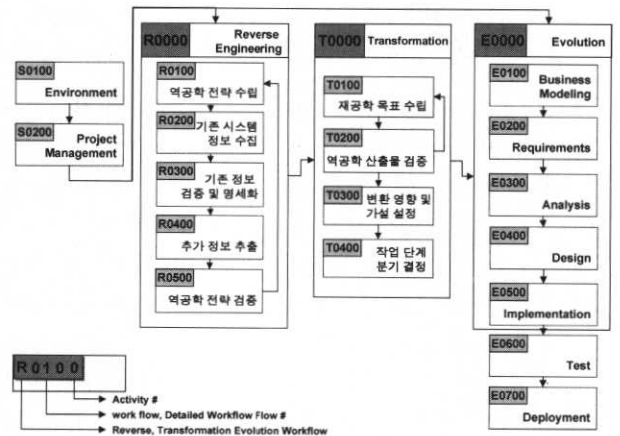 S0100
Environment
S0200
Project
Management
R0000
Reverse
Engineering
R0100
역공학 전략 수립
R0200
기존 시스템
정보 수집
R0300
기존 정보
검증 및 명세화
R0400
추가 정보 추출
R0500
역공학 전략 검증
T0000
Transformation
T0100
재공학 목표 수립
T0200
역공학 산출물 검증
T0300
변환 영향 및
가설 설정
T0400
작업 단계
분기 결정
E0000
Evolution
E0100
Business
Modeling
E0200
Requirements
E0300
Analysis
E0400
Design
E0500
Implementation
E0600
Test
E0700
Deployment
R 0 1 0 0
Activity #
work flow, Detailed Workflow Flow #
Reverse, Transformation Evolution Workflow